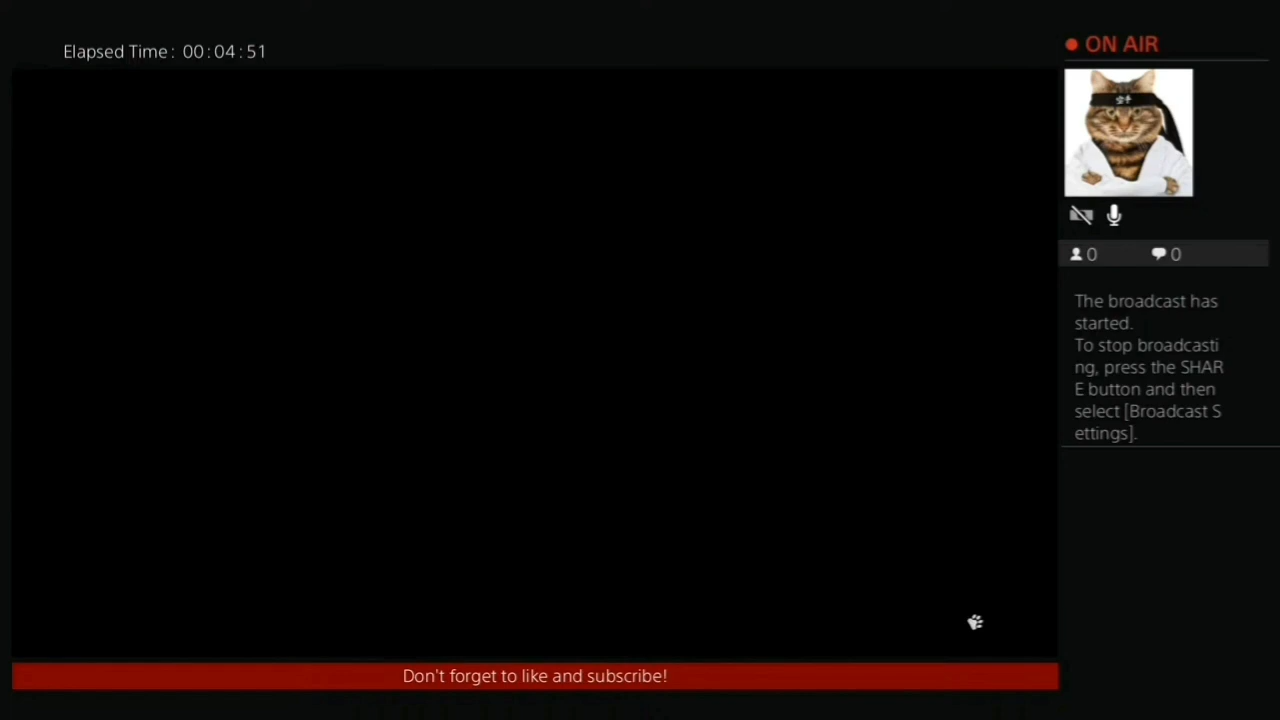 Elapsed Time: 00:04:51
ON AIR
0
0
The broadcast has
started.
To stop broadcasti
ng, press the SHAR
E button and then
select [Broadcast S
ettings].
Don't forget to like and subscribe!